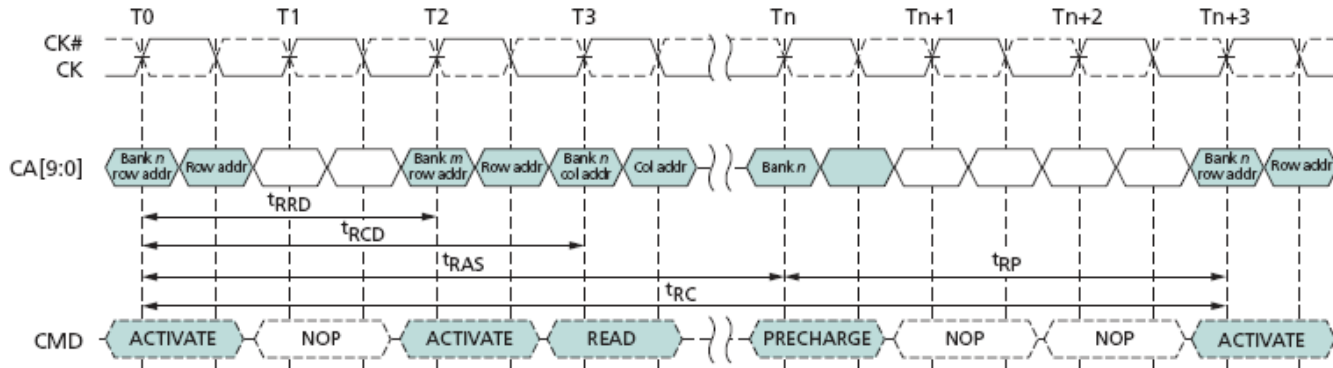 T0 T1 T2 T3 Tn Tn+1 Tn+2 Tn+3
CK#
CK
CA[9:0]
Bank n
row addr
Row addr
Bank m
row addr
Row addr
Bank n
col addr
Col addr
Bank n
Bank n
row addr
Row addr
tRRD
tRCD
tRAS
tRP
tRC
CMD ACTIVATE NOP ACTIVATE READ PRECHARGE NOP NOP ACTIVATE